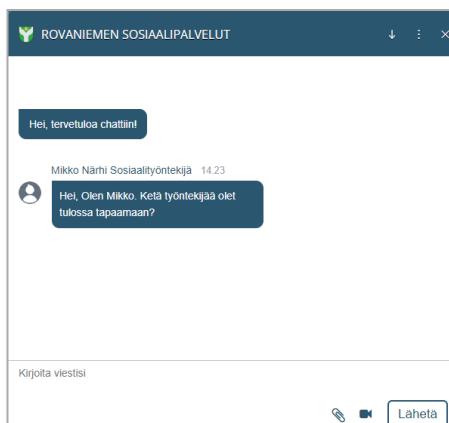 ROVANIEMEN SOSIAALIPALVELUT
Hei, tervetuloa chattiin!
Mikko Närhi Sosiaalityöntekijä 14.23
Hei, Olen Mikko. Ketä työntekijää olet
tulossa tapaamaan?
Kirjoita viestisi
Lähetä